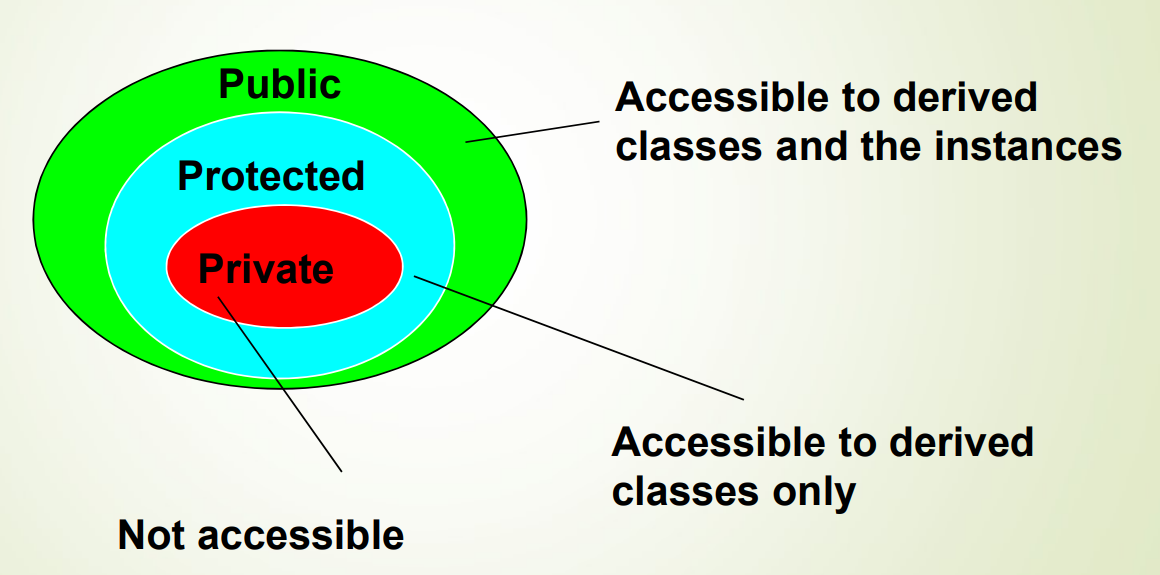 Public
Protected
Private
Accessible to derived
classes and the instances
Accessible to derived
classes only
Not accessible